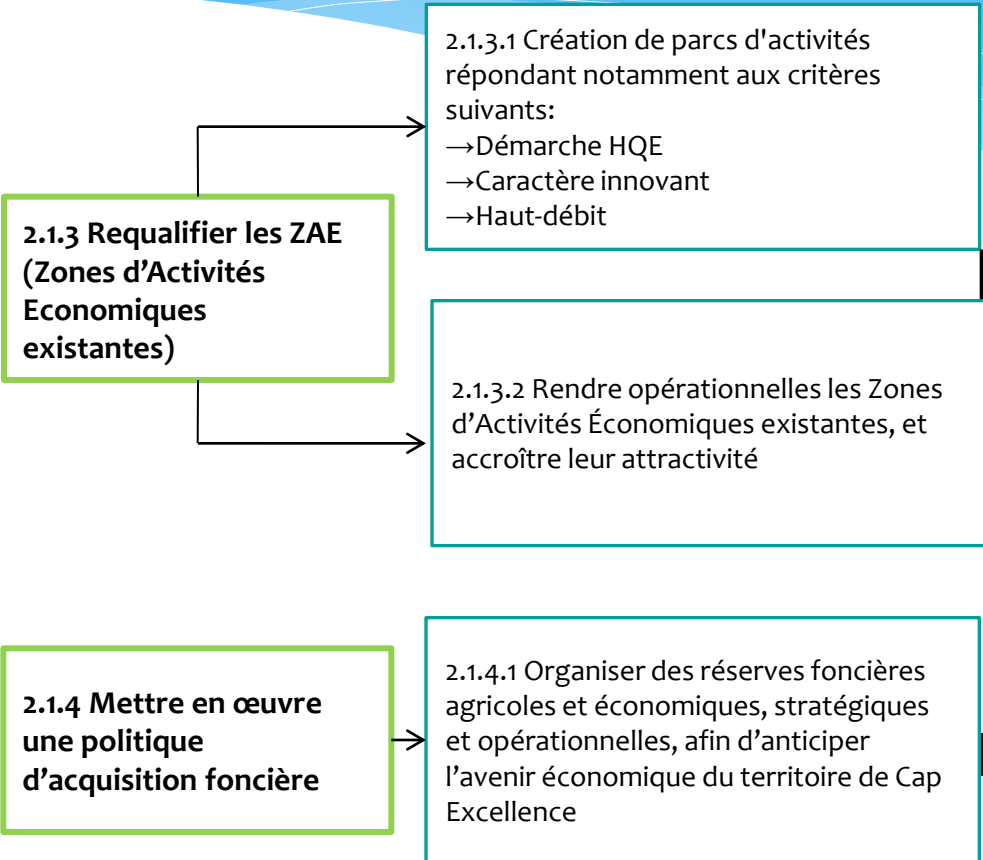 2.1.3.1 Création de parcs d'activités
répondant notamment aux critères
suivants:
→Démarche HQE
→Caractère innovant
→Haut-débit
2.1.3 Requalifier les ZAE
(Zones d’Activités
Economiques
existantes)
2.1.3.2 Rendre opérationnelles les Zones
d’Activités Économiques existantes, et
accroître leur attractivité
2.1.4 Mettre en œuvre
une politique
d’acquisition foncière
2.1.4.1 Organiser des réserves foncières
agricoles et économiques, stratégiques
et opérationnelles, afin d’anticiper
l’avenir économique du territoire de Cap
Excellence